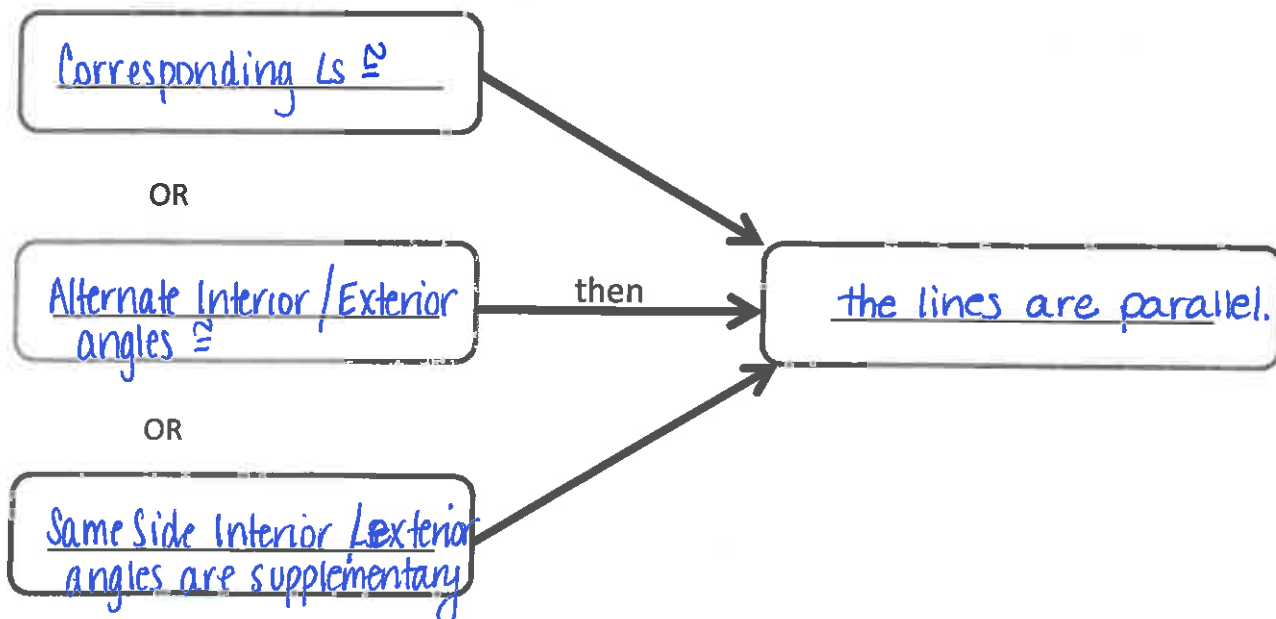 Corresponding ∠s ≅
OR
Alternate Interior / Exterior
angles ≅
then
the lines are parallel.
OR
Same Side Interior / exterior
angles are supplementary